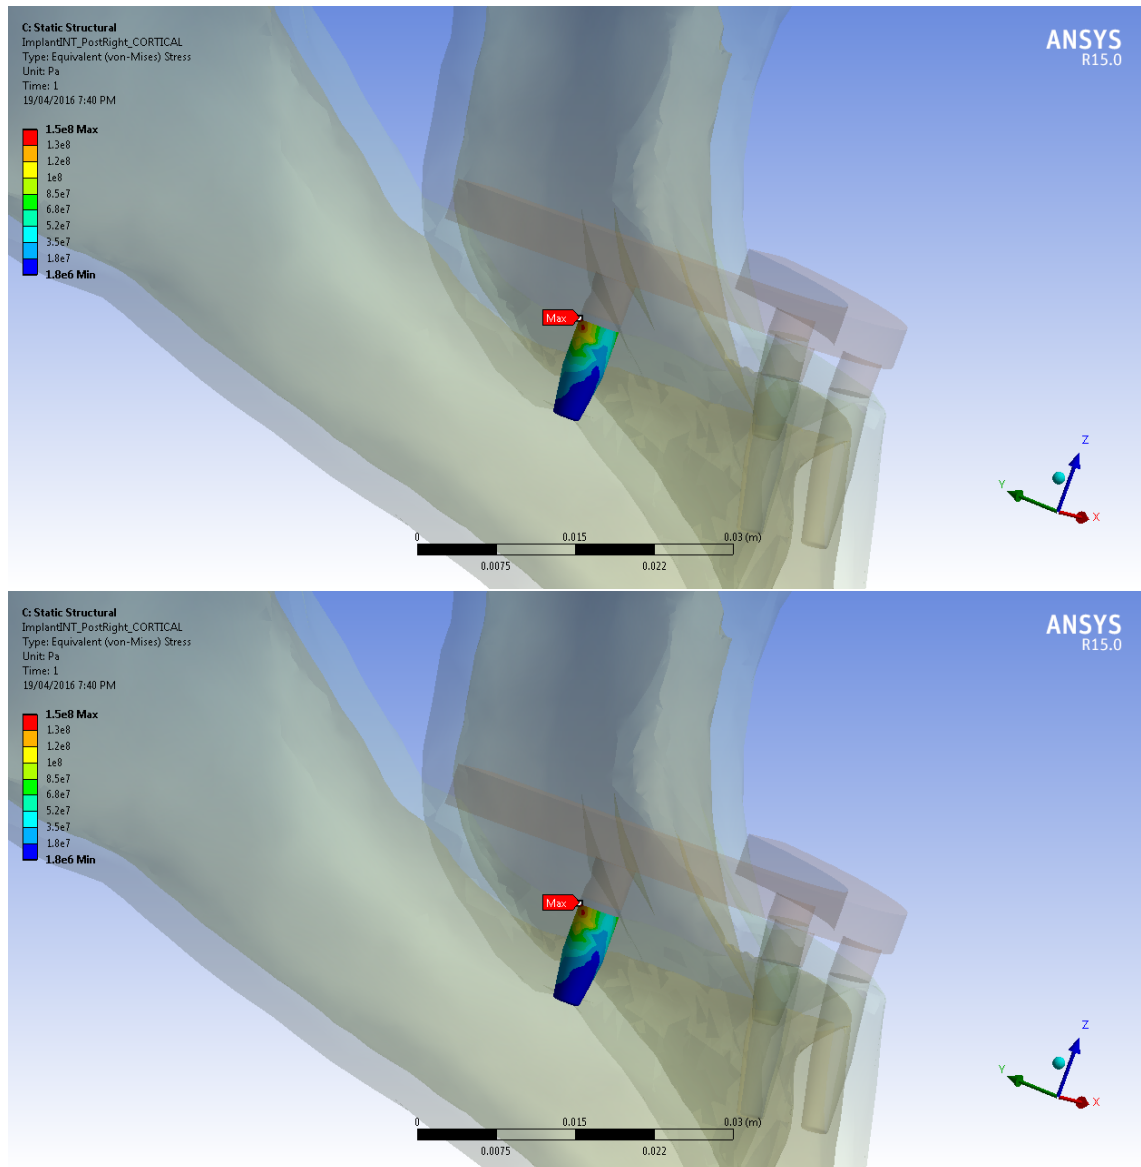 C: Static Structural
ImplantINT_PostRight_CORTICAL
Type: Equivalent (von-Mises) Stress
Unit: Pa
Time: 1
19/04/2016 7:40 PM
ANSYS
R15.0
1.5e8 Max
1.3e8
1.2e8
1e8
8.5e7
6.8e7
5.2e7
3.5e7
1.8e7
1.8e6 Min
Max
Z
Y
X
0 0.015 0.03 (m)
0.0075 0.022
C: Static Structural
ImplantINT_PostRight_CORTICAL
Type: Equivalent (von-Mises) Stress
Unit: Pa
Time: 1
19/04/2016 7:40 PM
ANSYS
R15.0
1.5e8 Max
1.3e8
1.2e8
1e8
8.5e7
6.8e7
5.2e7
3.5e7
1.8e7
1.8e6 Min
Max
Z
Y
X
0 0.015 0.03 (m)
0.0075 0.022